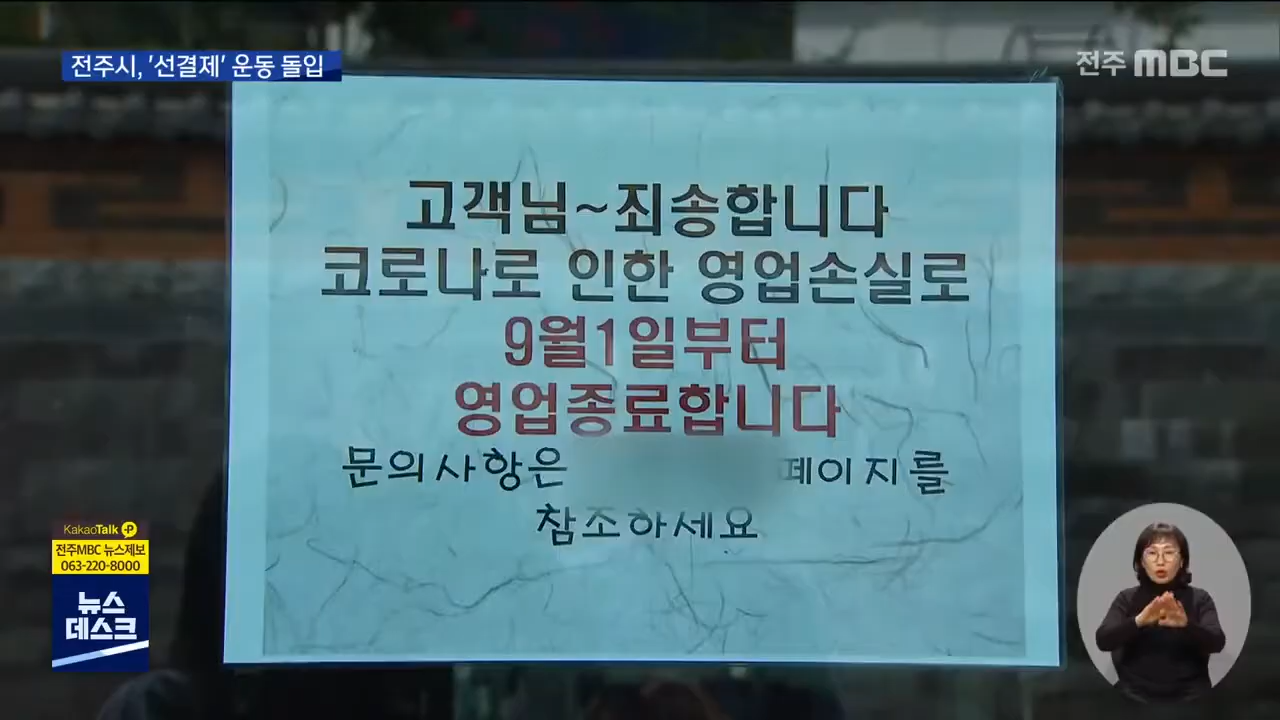 전주시, '선결제' 운동 돌입
전주 MBC
고객님~죄송합니다
코로나로 인한 영업손실로
9월1일부터
영업종료합니다
문의사항은 페이지를
참조하세요
KakaoTalk P
전주MBC 뉴스제보
063-220-8000
뉴스
데스크